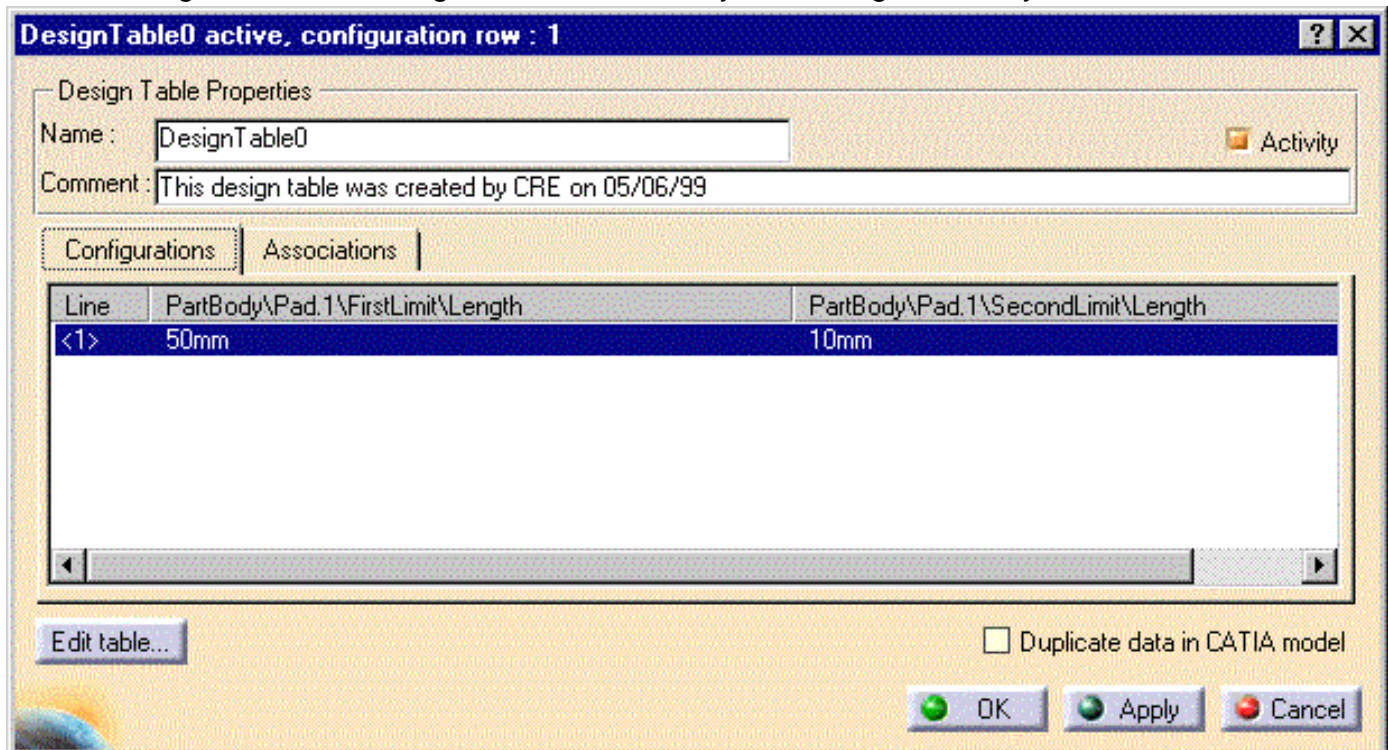 DesignTable0 active, configuration row : 1
Design Table Properties
Name : DesignTable0 Activity
Comment : This design table was created by CRE on 05/06/99
Configurations Associations
Line PartBody\Pad.1\FirstLimit\Length PartBody\Pad.1\SecondLimit\Length
<1> 50mm 10mm
Edit table... Duplicate data in CATIA model
OK Apply Cancel